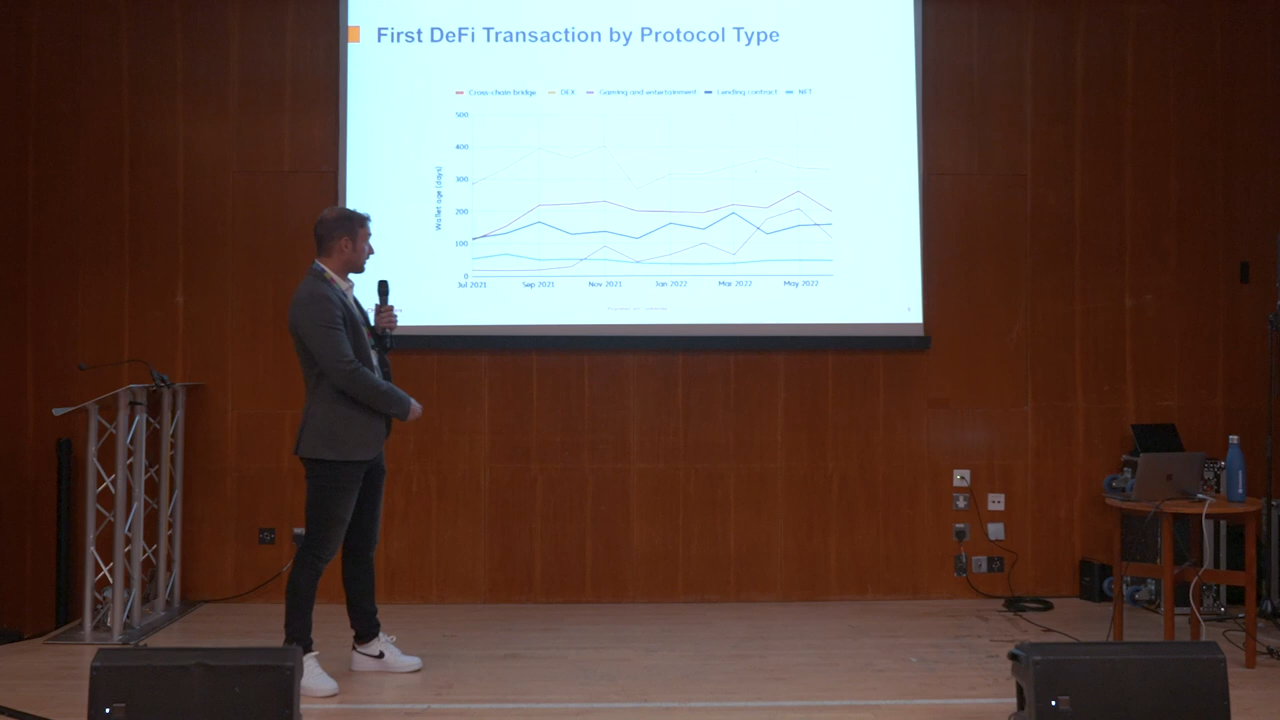 First DeFi Transaction by Protocol Type
Cross-chain bridge DEX Gaming and entertainment Lending contract NFT
500
400
300
200
100
0
Wallet age (days)
Jul 2021 Sep 2021 Nov 2021 Jan 2022 Mar 2022 May 2022